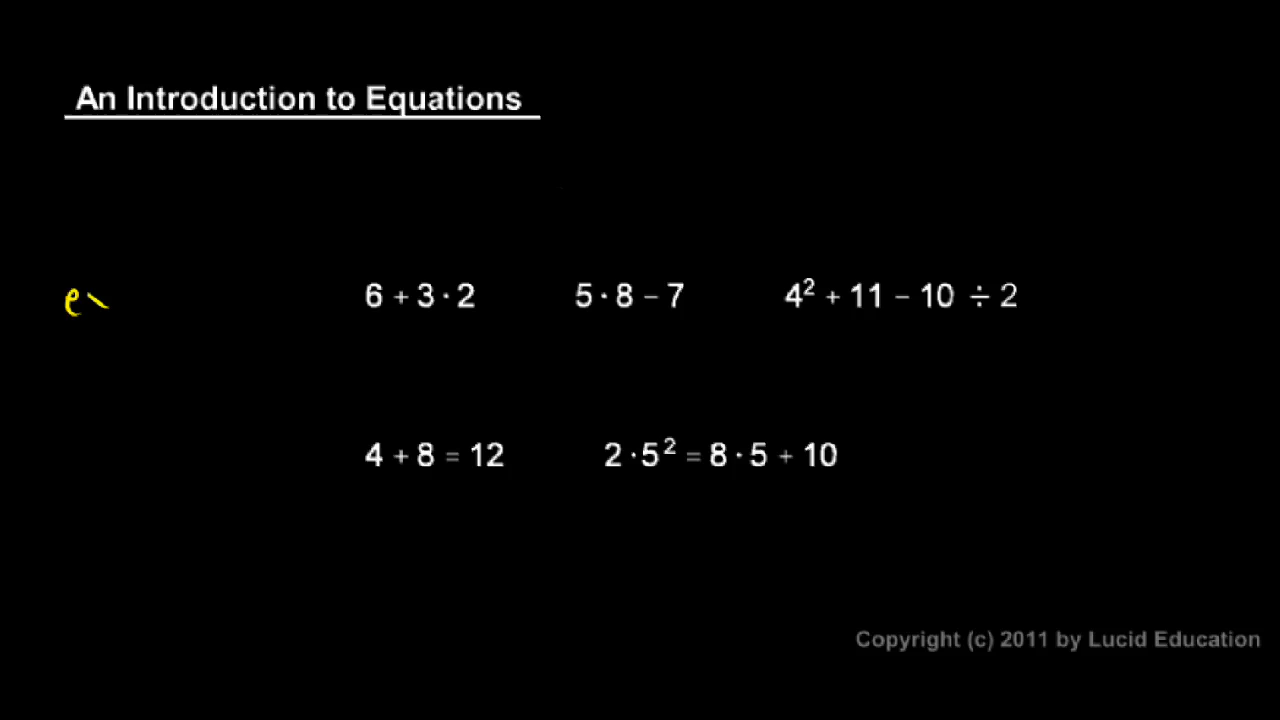 An Introduction to Equations
ex 6 + 3 · 2 5 · 8 − 7 4² + 11 − 10 ÷ 2
4 + 8 = 12 2 · 5² = 8 · 5 + 10
Copyright (c) 2011 by Lucid Education